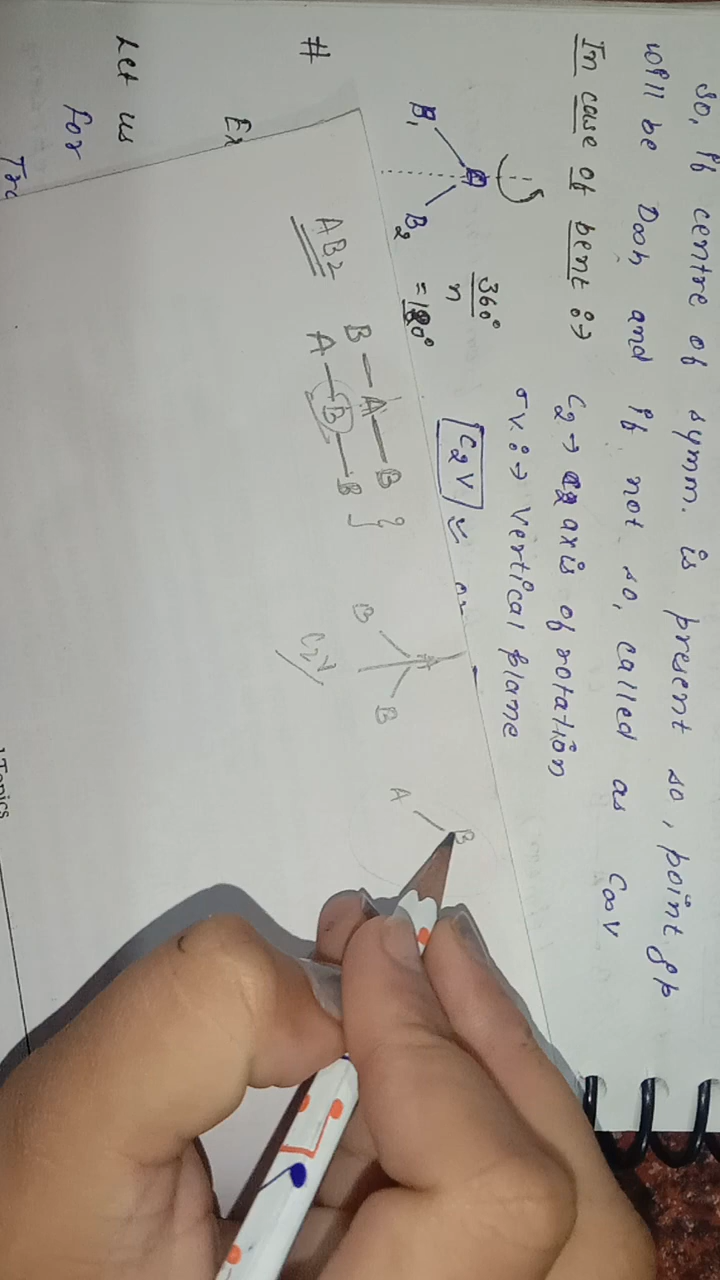 so, if centre of symm. is present so, point gp
will be D∞h and if not so, called as C∞v
In case of bent :→
C2 → axis of rotation
σv :→ vertical plane
360°
n
= 180°
A
B1
B2
C2V
#
Ex
Let us
for
AB2
B — A — B }
A — B — B
A
B B
C2V
B
A
Topics